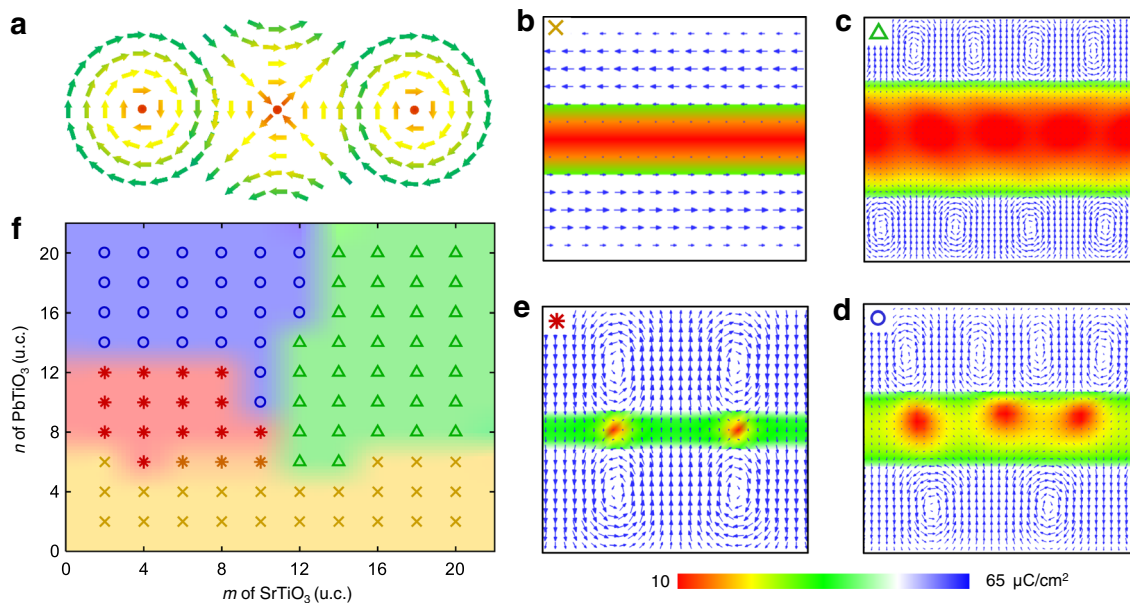 a
b
c
f
e
d
20
16
12
8
4
0
0 4 8 12 16 20
n of PbTiO₃ (u.c.)
m of SrTiO₃ (u.c.)
10 65 μC/cm²